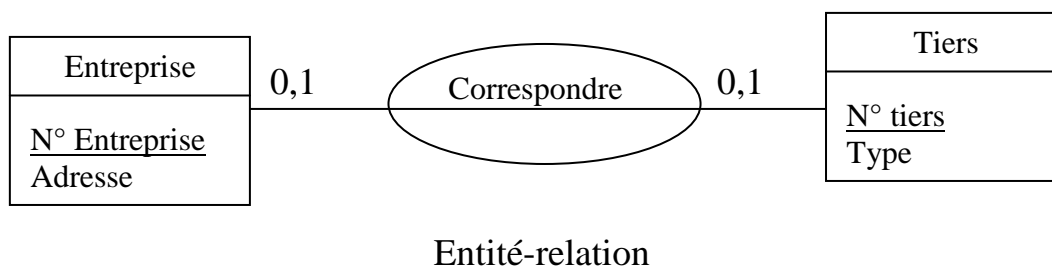 Entreprise
N° Entreprise
Adresse
0,1
Correspondre
0,1
Tiers
N° tiers
Type
Entité-relation